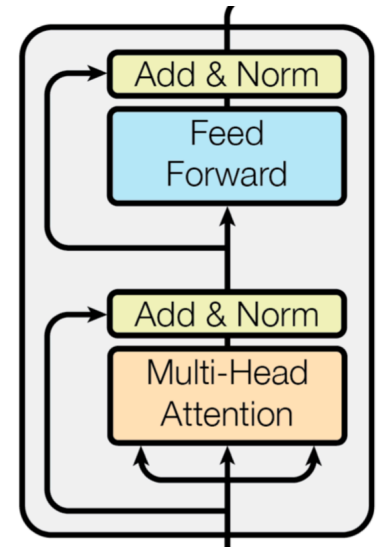 Add & Norm
Feed
Forward
Add & Norm
Multi-Head
Attention